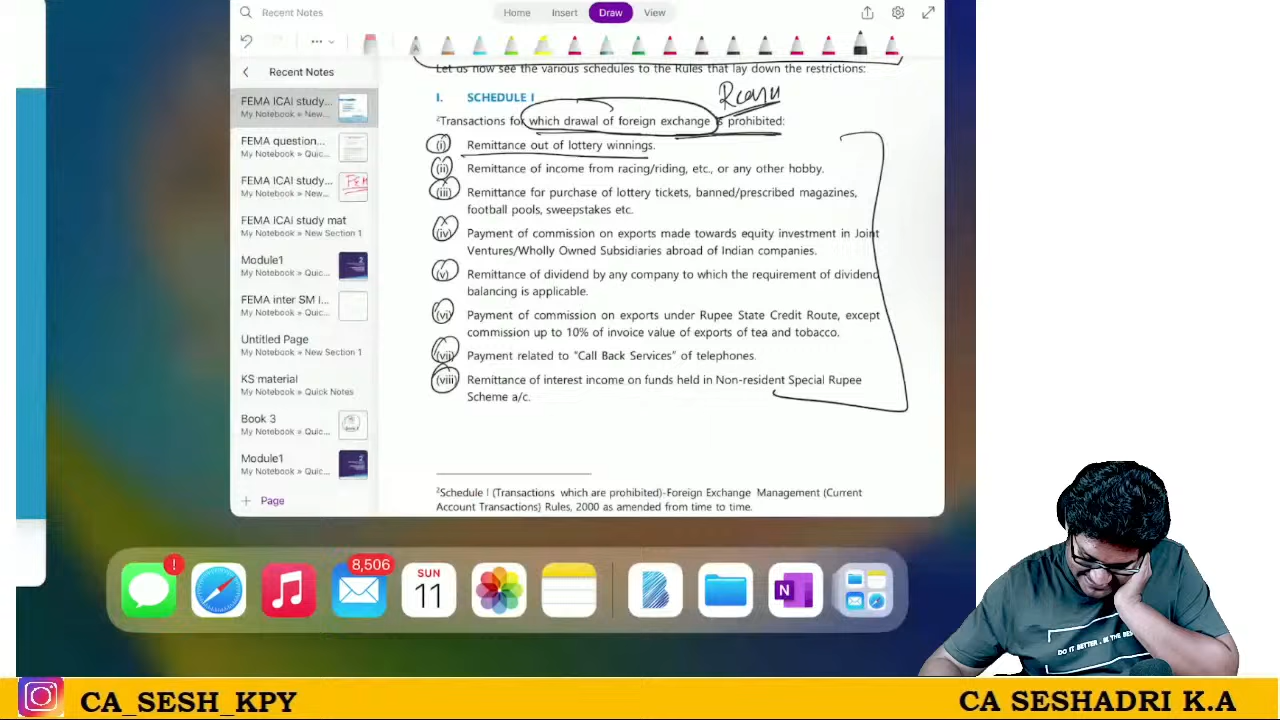 Recent Notes
Home Insert Draw View
Recent Notes
FEMA ICAI study...
My Notebook » New...
FEMA question...
My Notebook » Quic...
FEMA ICAI study...
My Notebook » New...
FEMA ICAI study mat
My Notebook » New Section 1
Module1
My Notebook » Quic...
FEMA inter SM I...
My Notebook » Quic...
Untitled Page
My Notebook » New Section 1
KS material
My Notebook » Quick Notes
Book 3
My Notebook » Quic...
Module1
My Notebook » Quic...
+ Page
Let us now see the various schedules to the Rules that lay down the restrictions:
I. SCHEDULE I
²Transactions for which drawal of foreign exchange is prohibited:
(i) Remittance out of lottery winnings.
(ii) Remittance of income from racing/riding, etc., or any other hobby.
(iii) Remittance for purchase of lottery tickets, banned/prescribed magazines,
football pools, sweepstakes etc.
(iv) Payment of commission on exports made towards equity investment in Joint
Ventures/Wholly Owned Subsidiaries abroad of Indian companies.
(v) Remittance of dividend by any company to which the requirement of dividend
balancing is applicable.
(vi) Payment of commission on exports under Rupee State Credit Route, except
commission up to 10% of invoice value of exports of tea and tobacco.
(vii) Payment related to "Call Back Services" of telephones.
(viii) Remittance of interest income on funds held in Non-resident Special Rupee
Scheme a/c.
²Schedule I (Transactions which are prohibited)-Foreign Exchange Management (Current
Account Transactions) Rules, 2000 as amended from time to time.
!
8,506
SUN
11
N
DO IT BETTER
CA_SESH_KPY
CA SESHADRI K.A